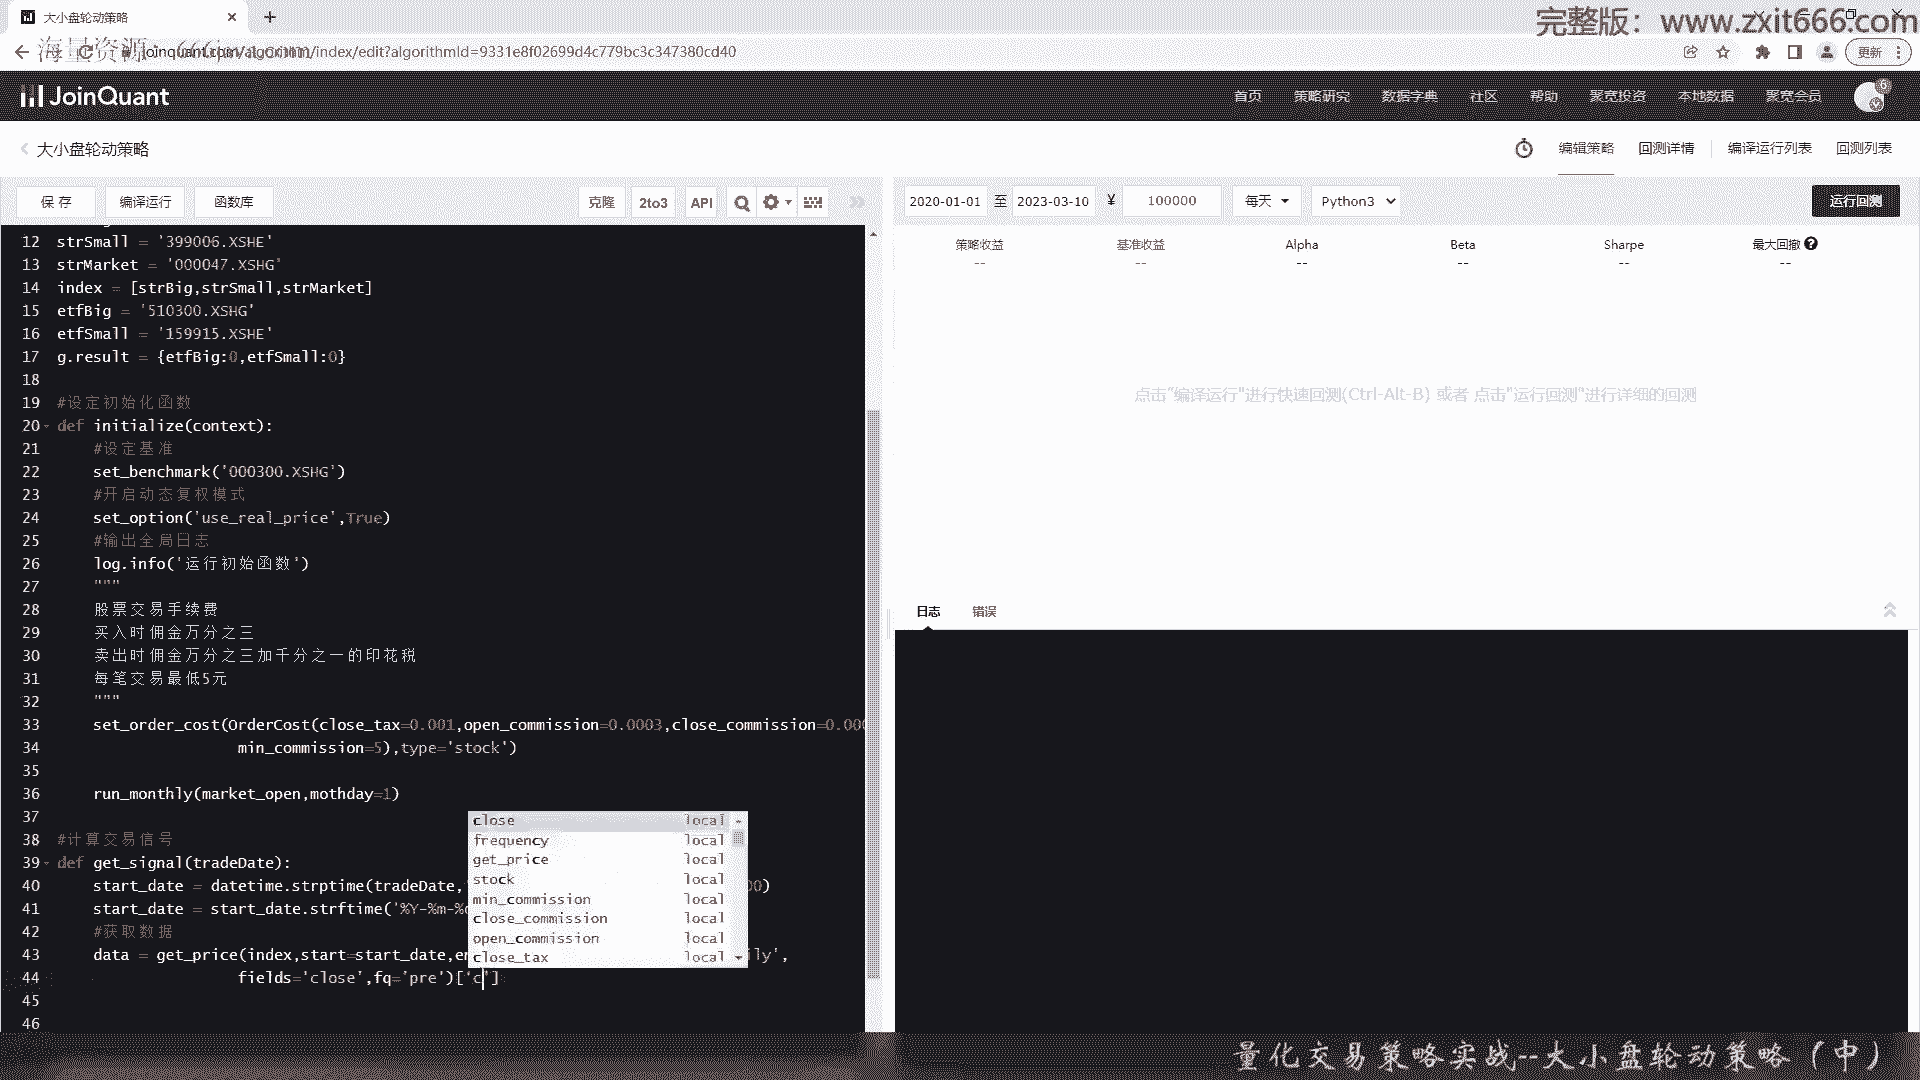 大小盘轮动策略
完整版：www.zxit666.com
海量资源：666java.com
joinquant.com/algorithm/index/edit?algorithmId=9331e8f02699d4c779bc3c347380cd40
更新
JoinQuant
首页 策略研究 数据字典 社区 帮助 聚宽投资 本地数据 聚宽会员
6
大小盘轮动策略
编辑策略 回测详情 编译运行列表 回测列表
保 存 编译运行 函数库 克隆 2to3 API
2020-01-01 至 2023-03-10 ¥ 100000 每天 Python3 运行回测
策略收益 基准收益 Alpha Beta Sharpe 最大回撤
-- -- -- -- -- --
点击"编译运行"进行快速回测(Ctrl-Alt-B) 或者 点击"运行回测"进行详细的回测
日志 错误
12 strSmall = '399006.XSHE'
13 strMarket = '000047.XSHG'
14 index = [strBig,strSmall,strMarket]
15 etfBig = '510300.XSHG'
16 etfSmall = '159915.XSHE'
17 g.result = {etfBig:0,etfSmall:0}
18
19 #设定初始化函数
20 def initialize(context):
21 #设定基准
22 set_benchmark('000300.XSHG')
23 #开启动态复权模式
24 set_option('use_real_price',True)
25 #输出全局日志
26 log.info('运行初始函数')
27 """
28 股票交易手续费
29 买入时佣金万分之三
30 卖出时佣金万分之三加千分之一的印花税
31 每笔交易最低5元
32 """
33 set_order_cost(OrderCost(close_tax=0.001,open_commission=0.0003,close_commission=0.000
34 min_commission=5),type='stock')
35
36 run_monthly(market_open,mothday=1)
37
38 #计算交易信号
39 def get_signal(tradeDate):
40 start_date = datetime.strptime(tradeDate, 00)
41 start_date = start_date.strftime('%Y-%m-%
42 #获取数据
43 data = get_price(index,start=start_date,en ily',
44 fields='close',fq='pre')['c']
45
46
close local
frequency local
get_price local
stock local
min_commission local
close_commission local
open_commission local
close_tax local
量化交易策略实战--大小盘轮动策略（中）